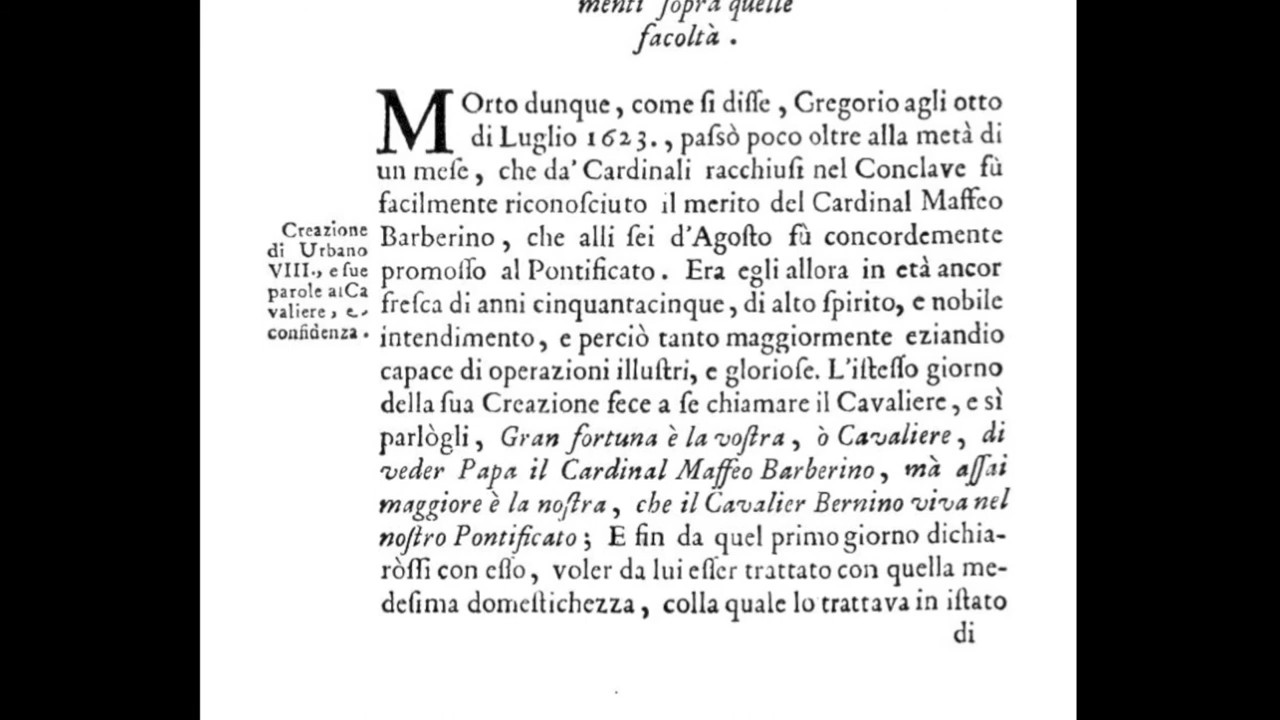 menti ſopra quelle
facoltà .
MOrto dunque , come ſi diſſe , Gregorio agli otto
di Luglio 1623. , paſsò poco oltre alla metà di
un meſe , che da' Cardinali racchiuſi nel Conclave fù
facilmente riconoſciuto il merito del Cardinal Maffeo
Barberino , che alli ſei d'Agoſto fù concordemente
promoſſo al Pontificato . Era egli allora in età ancor
freſca di anni cinquantacinque , di alto ſpirito, e nobile
intendimento , e perciò tanto maggiormente eziandio
capace di operazioni illuſtri, e glorioſe. L'iſteſſo giorno
della ſua Creazione fece a ſe chiamare il Cavaliere , e sì
parlògli , Gran fortuna è la voſtra , ò Cavaliere , di
veder Papa il Cardinal Maffeo Barberino , mà aſſai
maggiore è la noſtra , che il Cavalier Bernino viva nel
noſtro Pontificato ; E fin da quel primo giorno dichia-
ròſſi con eſſo , voler da lui eſſer trattato con quella me-
deſima domeſtichezza , colla quale lo trattava in iſtato
di
Creazione
di Urbano
VIII., e ſue
parole al Ca
valiere , e
confidenza .